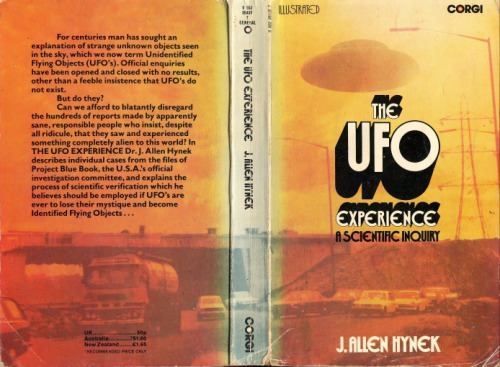 For centuries man has sought an
explanation of strange unknown objects seen
in the sky, which we now term Unidentified
Flying Objects (UFO's). Official enquiries
have been opened and closed with no results,
other than a feeble insistence that UFO's do
not exist.
But do they?
Can we afford to blatantly disregard
the hundreds of reports made by apparently
sane, responsible people who insist, despite
all ridicule, that they saw and experienced
something completely alien to this world? In
THE UFO EXPERIENCE Dr. J. Allen Hynek
describes individual cases from the files of
Project Blue Book, the U.S.A.'s official
investigation committee, and explains the
process of scientific verification which he
believes should be employed if UFO's are
ever to lose their mystique and become
Identified Flying Objects . . .
UK
Australia
New Zealand
*RECOMMENDED PRICE ONLY
GENERAL
THE UFO EXPERIENCE
J. ALLEN HYNEK
CORGI
ILLUSTRATED
CORGI
THE
UFO
EXPERIENCE
A SCIENTIFIC INQUIRY
J. ALLEN HYNEK